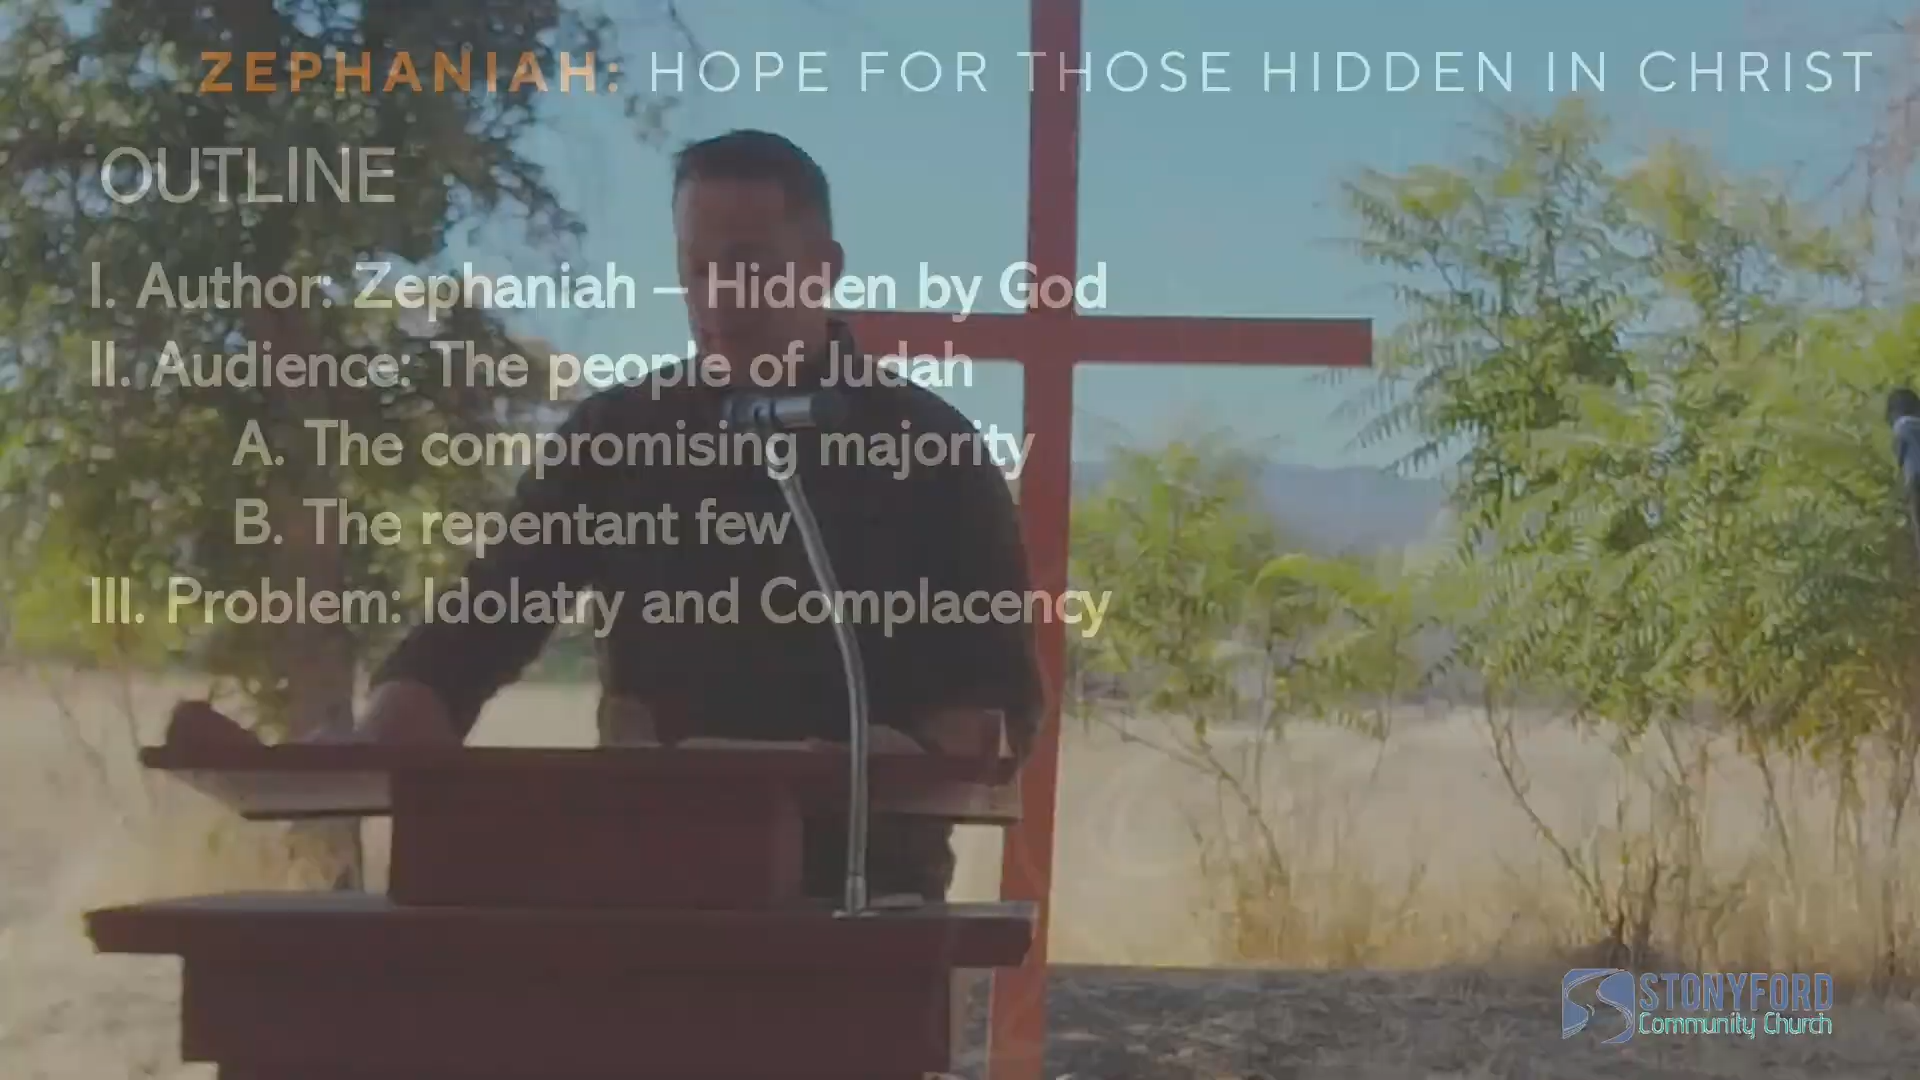 ZEPHANIAH: HOPE FOR THOSE HIDDEN IN CHRIST
OUTLINE
I. Author: Zephaniah – Hidden by God
II. Audience: The people of Judah
A. The compromising majority
B. The repentant few
III. Problem: Idolatry and Complacency
STONYFORD
Community Church